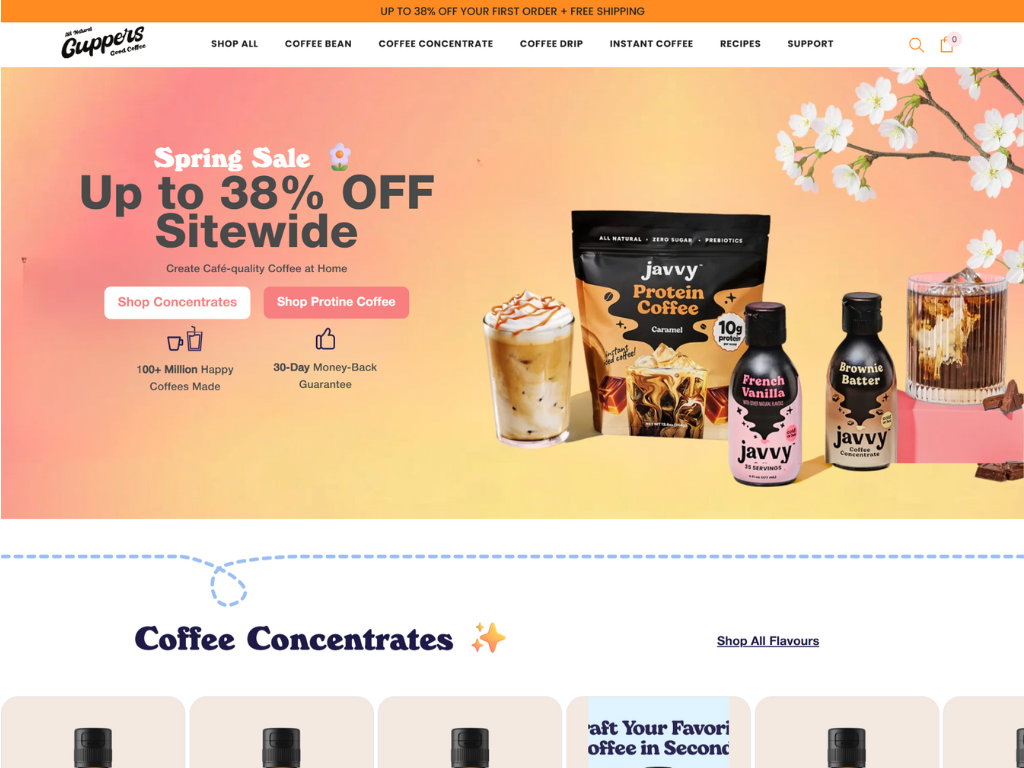 UP TO 38% OFF YOUR FIRST ORDER + FREE SHIPPING
All Natural
Cuppers
Good Coffee
SHOP ALL
COFFEE BEAN
COFFEE CONCENTRATE
COFFEE DRIP
INSTANT COFFEE
RECIPES
SUPPORT
0
Spring Sale
Up to 38% OFF
Sitewide
Create Café-quality Coffee at Home
Shop Concentrates
Shop Protine Coffee
100+ Million Happy
Coffees Made
30-Day Money-Back
Guarantee
ALL NATURAL • ZERO SUGAR • PREBIOTICS
javvy
Protein
Coffee
Caramel
10g
protein
instant
iced coffee!
French
Vanilla
javvy
35 SERVINGS
Brownie
Batter
javvy
Coffee
Concentrate
Coffee Concentrates
Shop All Flavours
raft Your Favori
offee in Second